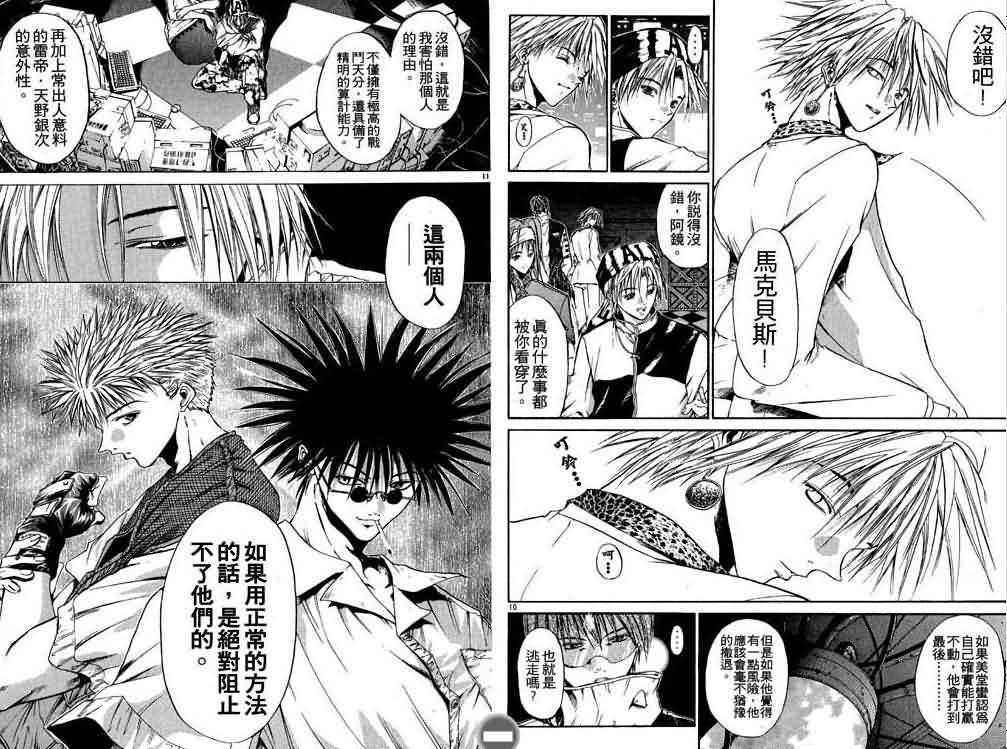 沒錯吧！
叮鈴
馬克貝斯！
……
你說得沒
錯，阿鏡。
真的什麼事都
被你看穿了。
叮鈴…
呵…
10
如果美堂蠻認為
自己確實能打贏
不動，他會打到
最後………
但是如果他覺得
有一點風險，他
應該會毫不猶豫
的撤退。
……
也就是
逃走嗎？
沒錯，這就是
我害怕那個人
的理由。
不僅擁有極高的戰
鬥天分，還具備了
精明的算計能力。
再加上常出人意料
的雷帝．天野銀次
的意外性。
11
這兩個人
——
如果用正常的方法
的話，是絕對阻止
不了他們的。